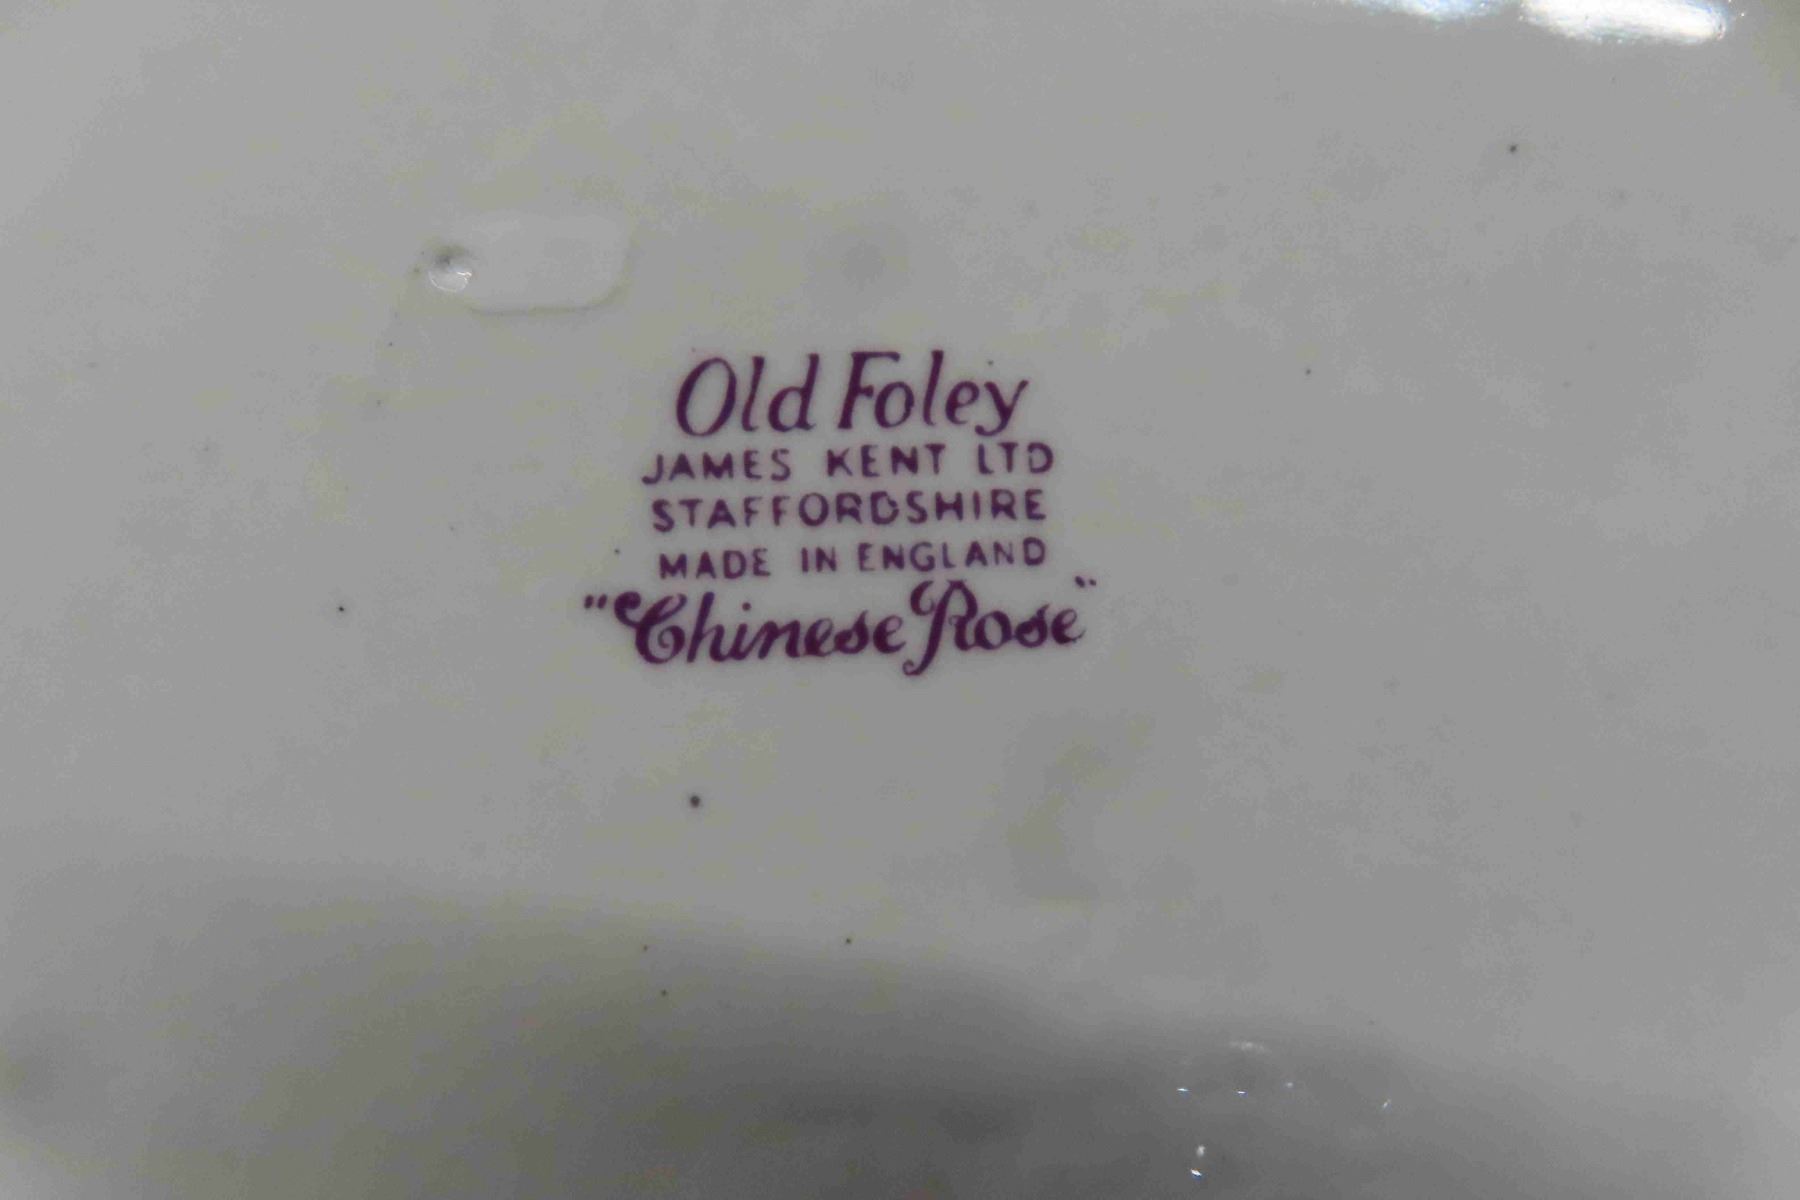 Old Foley
JAMES KENT LTD
STAFFORDSHIRE
MADE IN ENGLAND
"Chinese Rose"